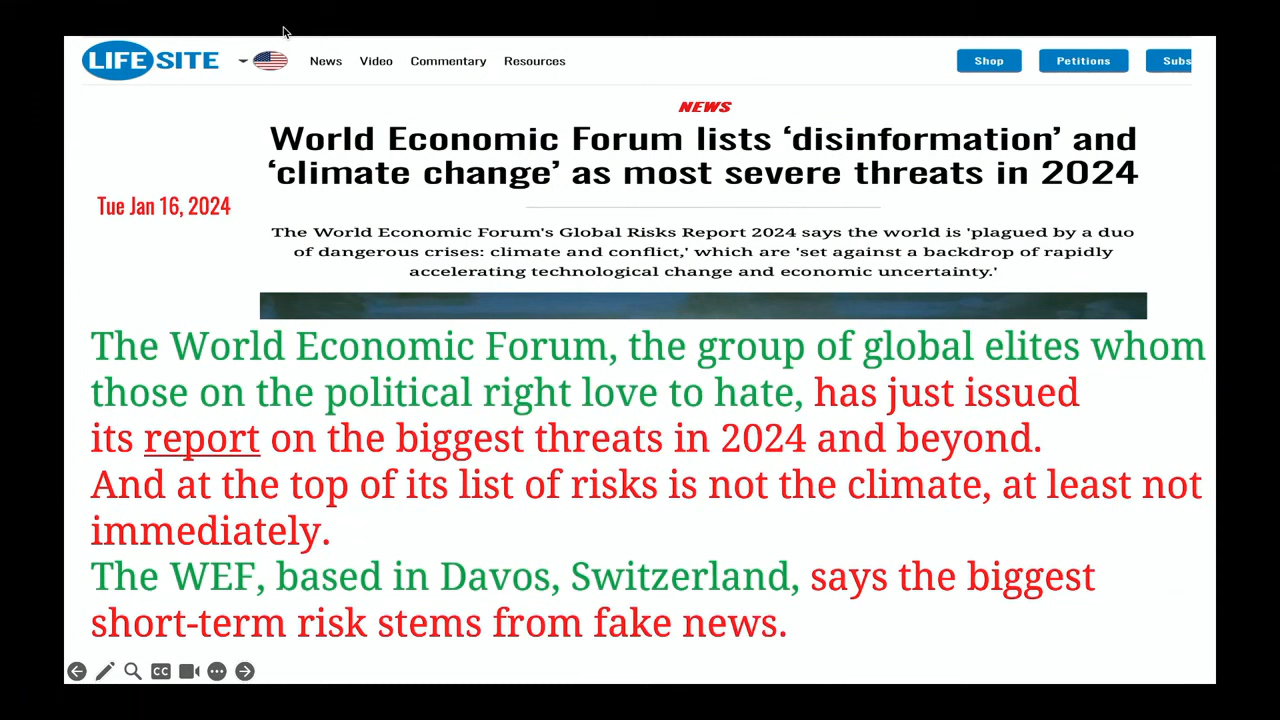 LIFE SITE
News Video Commentary Resources
Shop Petitions Subs
NEWS
World Economic Forum lists ‘disinformation’ and
‘climate change’ as most severe threats in 2024
Tue Jan 16, 2024
The World Economic Forum's Global Risks Report 2024 says the world is 'plagued by a duo
of dangerous crises: climate and conflict,' which are 'set against a backdrop of rapidly
accelerating technological change and economic uncertainty.'
The World Economic Forum, the group of global elites whom
those on the political right love to hate, has just issued
its report on the biggest threats in 2024 and beyond.
And at the top of its list of risks is not the climate, at least not
immediately.
The WEF, based in Davos, Switzerland, says the biggest
short-term risk stems from fake news.
CC